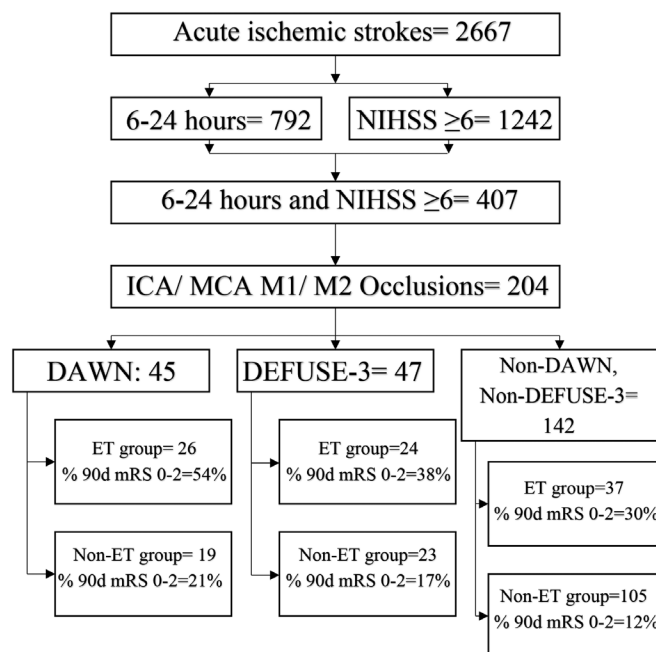 Acute ischemic strokes= 2667
6-24 hours= 792
NIHSS ≥6= 1242
6-24 hours and NIHSS ≥6= 407
ICA/ MCA M1/ M2 Occlusions= 204
DAWN: 45
ET group= 26
% 90d mRS 0-2=54%
Non-ET group= 19
% 90d mRS 0-2=21%
DEFUSE-3= 47
ET group=24
% 90d mRS 0-2=38%
Non-ET group=23
% 90d mRS 0-2=17%
Non-DAWN,
Non-DEFUSE-3=
142
ET group=37
% 90d mRS 0-2=30%
Non-ET group=105
% 90d mRS 0-2=12%